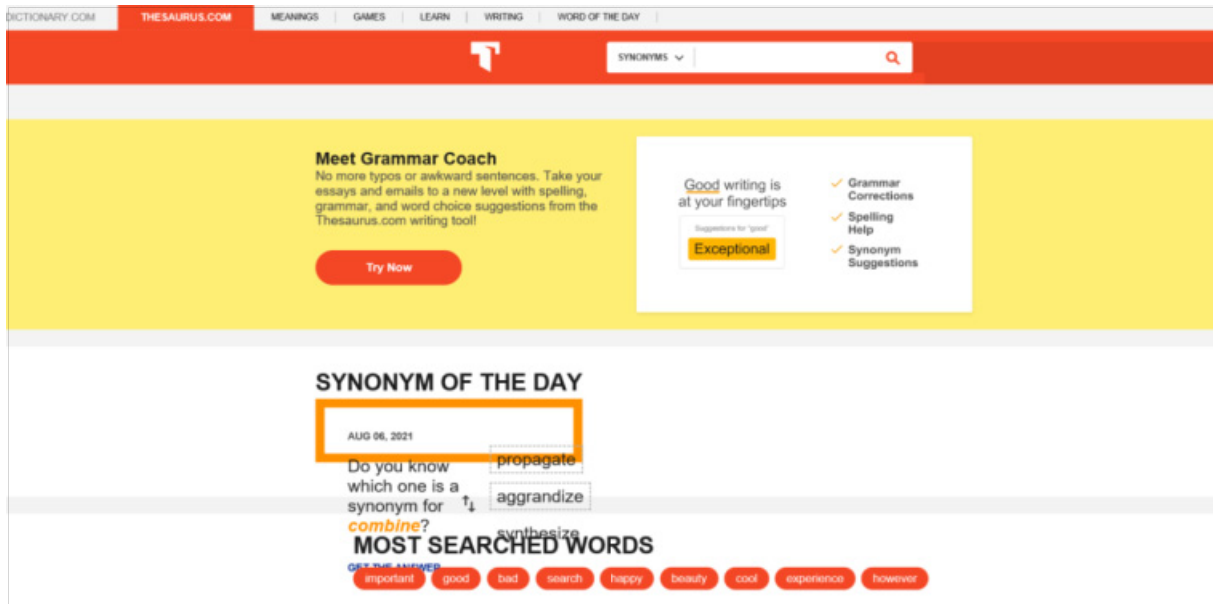 DICTIONARY.COM THESAURUS.COM MEANINGS GAMES LEARN WRITING WORD OF THE DAY
SYNONYMS
Meet Grammar Coach
No more typos or awkward sentences. Take your
essays and emails to a new level with spelling,
grammar, and word choice suggestions from the
Thesaurus.com writing tool!
Try Now
Good writing is
at your fingertips
Suggestions for "good"
Exceptional
Grammar
Corrections
Spelling
Help
Synonym
Suggestions
SYNONYM OF THE DAY
AUG 06, 2021
Do you know
which one is a
synonym for
combine?
propagate
aggrandize
synthesize
GET THE ANSWER
MOST SEARCHED WORDS
important good bad search happy beauty cool experience however